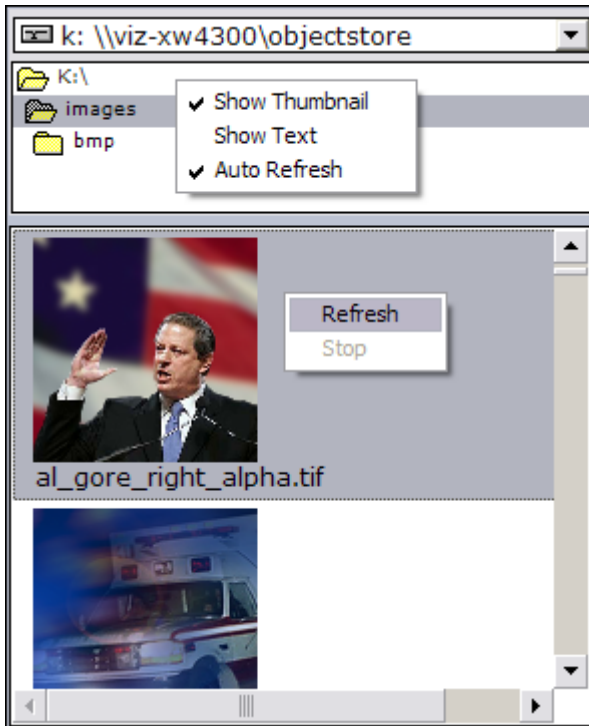 k: \\viz-xw4300\objectstore
K:\
images
bmp
Show Thumbnail
Show Text
Auto Refresh
Refresh
Stop
al_gore_right_alpha.tif